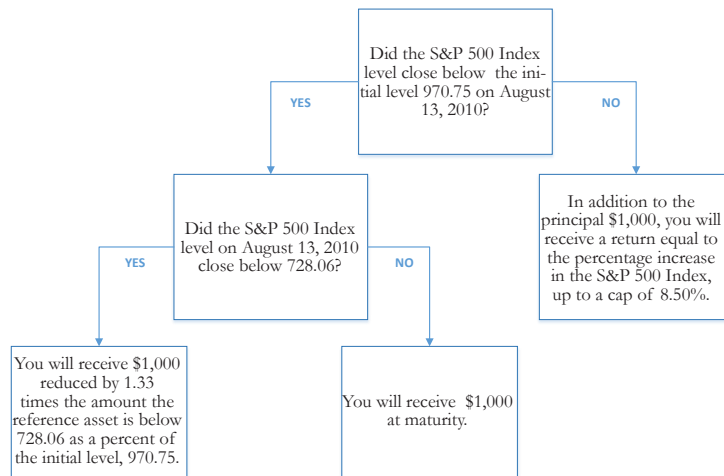 Did the S&P 500 Index
level close below the ini-
tial level 970.75 on August
13, 2010?
YES
NO
Did the S&P 500 Index
level on August 13, 2010
close below 728.06?
In addition to the
principal $1,000, you will
receive a return equal to
the percentage increase
in the S&P 500 Index,
up to a cap of 8.50%.
YES
NO
You will receive $1,000
reduced by 1.33
times the amount the
reference asset is below
728.06 as a percent of
the initial level, 970.75.
You will receive $1,000
at maturity.